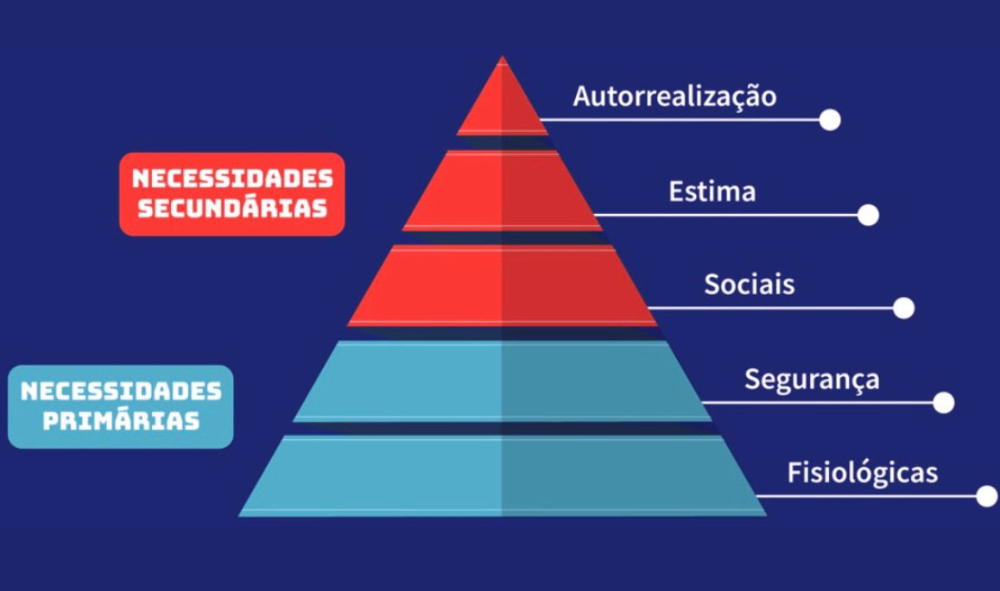 Autorrealização
NECESSIDADES
SECUNDÁRIAS
Estima
Sociais
Segurança
NECESSIDADES
PRIMÁRIAS
Fisiológicas